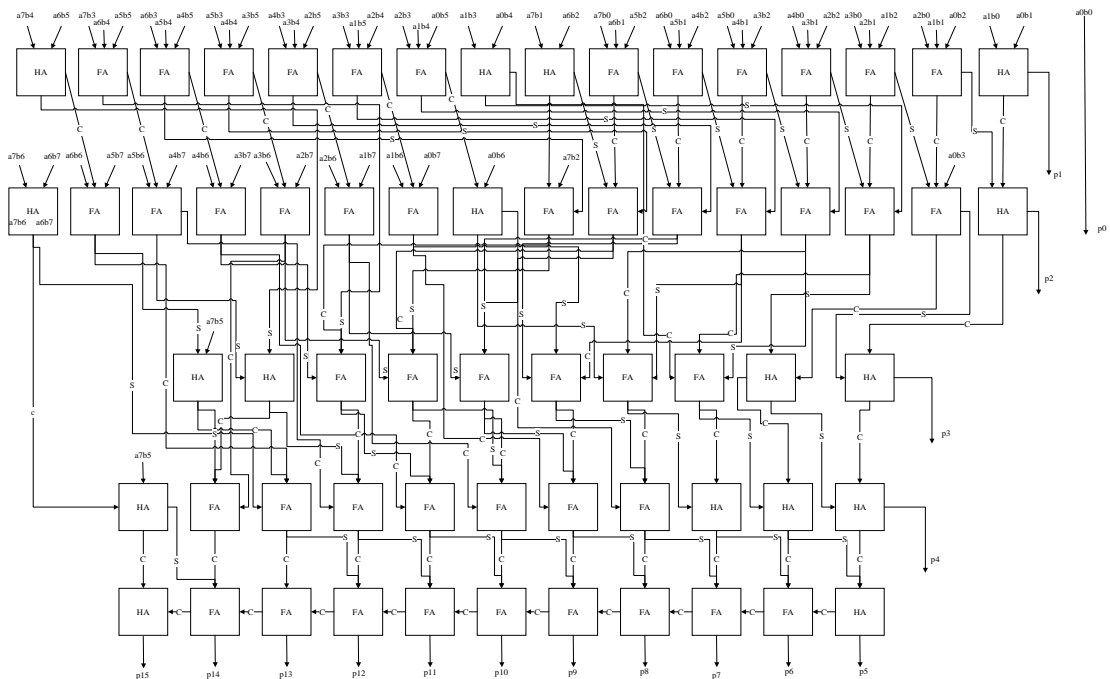 a7b4 a6b5 a7b3 a6b4 a5b5 a6b3 a5b4 a4b5 a5b3 a4b4 a3b5 a4b3 a3b4 a2b5 a3b3 a1b5 a2b4 a2b3 a1b4 a0b5 a1b3 a0b4 a7b1 a6b2 a7b0 a6b1 a5b2 a6b0 a5b1 a4b2 a5b0 a4b1 a3b2 a4b0 a3b1 a2b2 a3b0 a2b1 a1b2 a2b0 a1b1 a0b2 a1b0 a0b1 a0b0
HA FA FA FA FA FA FA HA HA FA FA FA FA FA FA HA
C C C C C C C S S S S C S C S C S C S C S C S C
a7b6 a6b7 a6b6 a5b7 a5b6 a4b7 a4b6 a3b7 a3b6 a2b7 a2b6 a1b7 a1b6 a0b7 a0b6 a7b2 a0b3
p1
HA FA FA FA FA FA FA HA FA FA FA FA FA FA FA HA
a7b6 a6b7
p0
C
p2
C S C S C S S C S S C C
a7b5
S S C S C S C S C S C
HA HA FA FA FA FA FA FA HA HA
c S C S S S S C
C S C S C C C S C S C S C S C
p3
a7b5
C C
HA FA FA FA FA FA FA FA HA HA HA
S S S S S S S S
C S C C C C C C C C C
p4
HA FA FA FA FA FA FA FA FA FA HA
C C C C C C C C C C
p15 p14 p13 p12 p11 p10 p9 p8 p7 p6 p5